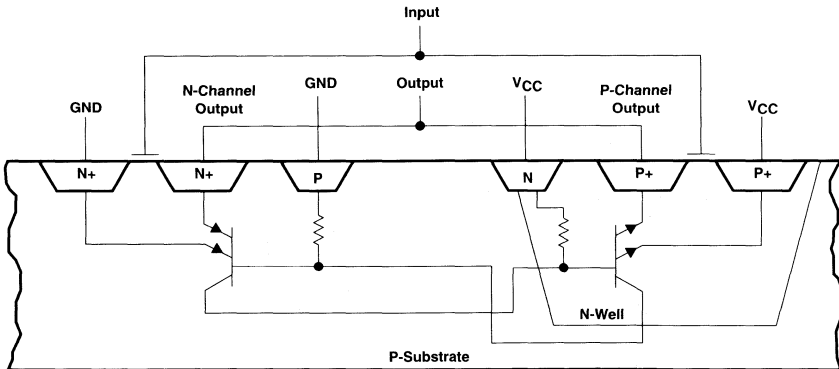 Input
N-Channel
Output
GND
Output
VCC
P-Channel
Output
GND
VCC
N+
N+
P
N
P+
P+
N-Well
P-Substrate